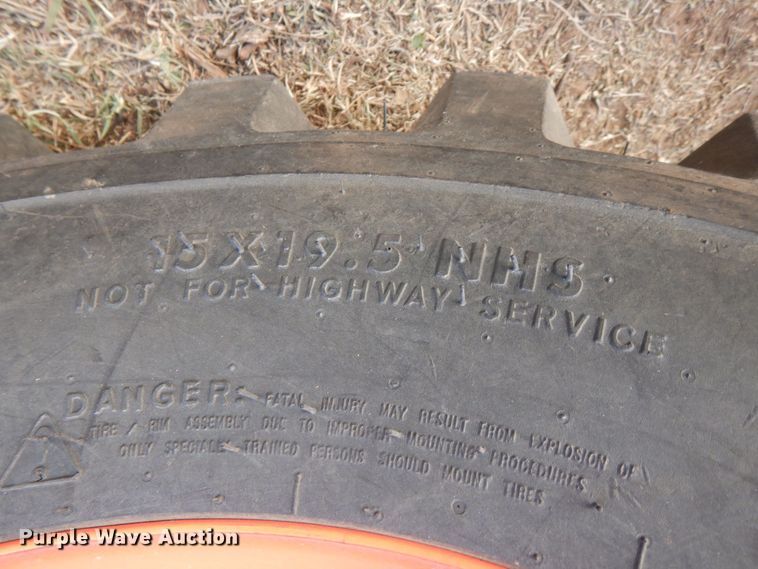 15X19.5 NHS
NOT FOR HIGHWAY SERVICE
DANGER: FATAL INJURY MAY RESULT FROM EXPLOSION OF
TIRE / RIM ASSEMBLY DUE TO IMPROPER MOUNTING PROCEDURES
ONLY SPECIALLY TRAINED PERSONS SHOULD MOUNT TIRES
Purple Wave Auction